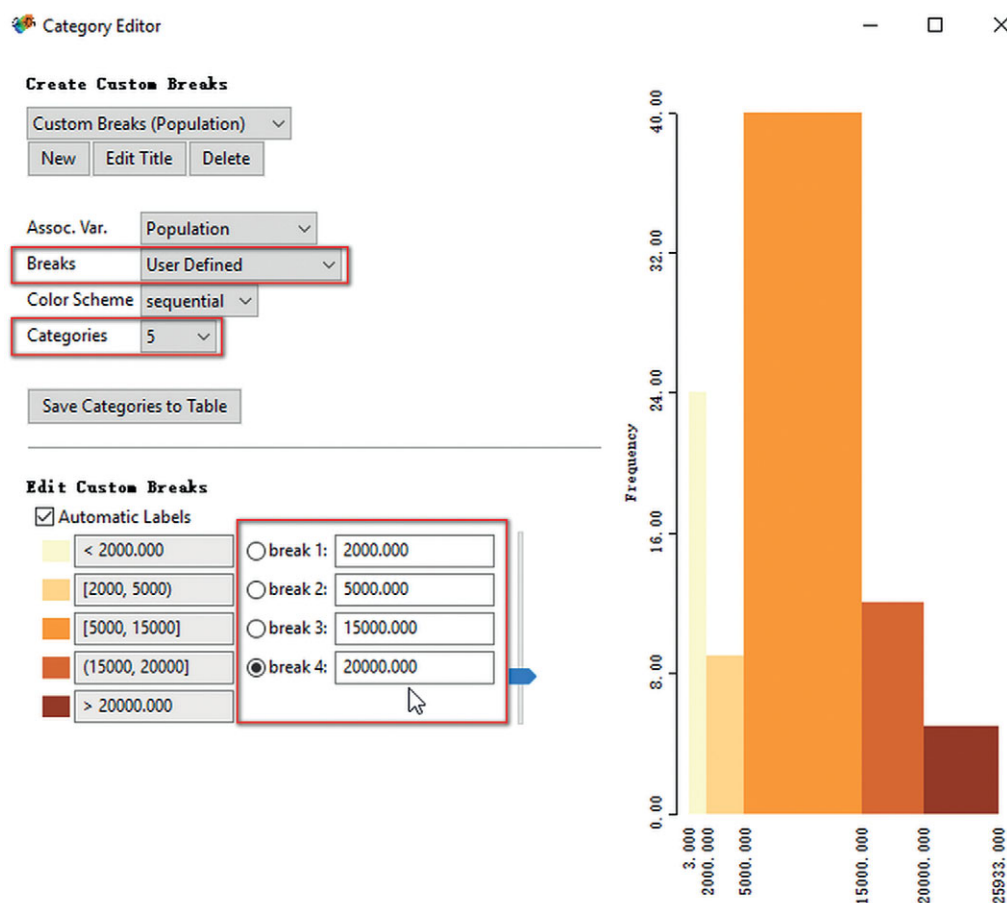 Category Editor
Create Custom Breaks
Custom Breaks (Population)
New Edit Title Delete
Assoc. Var. Population
Breaks User Defined
Color Scheme sequential
Categories 5
Save Categories to Table
Edit Custom Breaks
Automatic Labels
< 2000.000 break 1: 2000.000
[2000, 5000) break 2: 5000.000
[5000, 15000] break 3: 15000.000
(15000, 20000] break 4: 20000.000
> 20000.000
Frequency
40.00
32.00
24.00
16.00
8.00
0.00
3.000
2000.000
5000.000
15000.000
20000.000
25933.000